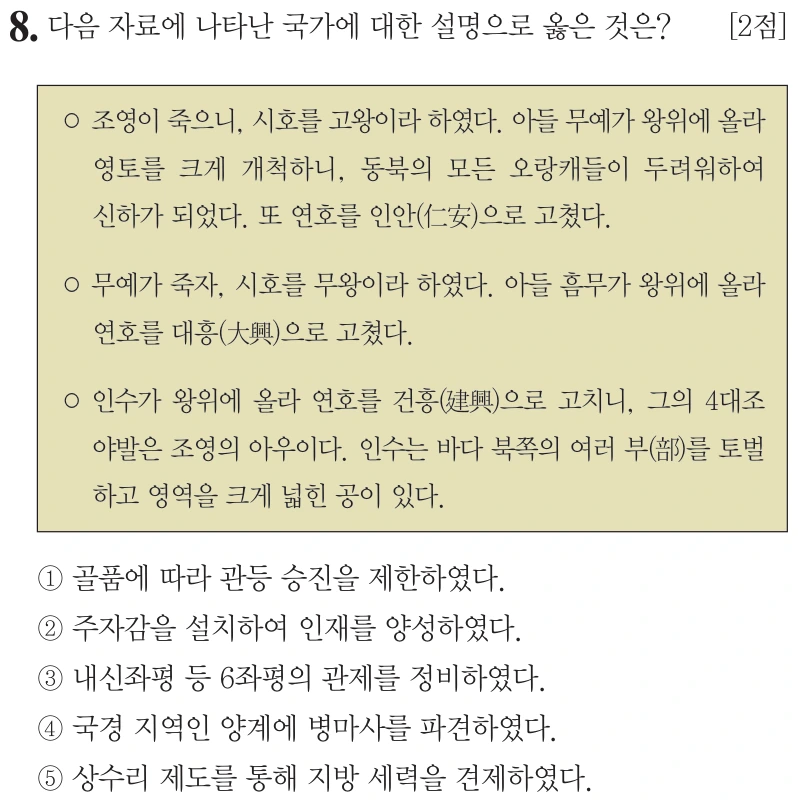 8. 다음 자료에 나타난 국가에 대한 설명으로 옳은 것은? [2점]
○ 조영이 죽으니, 시호를 고왕이라 하였다. 아들 무예가 왕위에 올라
영토를 크게 개척하니, 동북의 모든 오랑캐들이 두려워하여
신하가 되었다. 또 연호를 인안(仁安)으로 고쳤다.
○ 무예가 죽자, 시호를 무왕이라 하였다. 아들 흠무가 왕위에 올라
연호를 대흥(大興)으로 고쳤다.
○ 인수가 왕위에 올라 연호를 건흥(建興)으로 고치니, 그의 4대조
야발은 조영의 아우이다. 인수는 바다 북쪽의 여러 부(部)를 토벌
하고 영역을 크게 넓힌 공이 있다.
① 골품에 따라 관등 승진을 제한하였다.
② 주자감을 설치하여 인재를 양성하였다.
③ 내신좌평 등 6좌평의 관제를 정비하였다.
④ 국경 지역인 양계에 병마사를 파견하였다.
⑤ 상수리 제도를 통해 지방 세력을 견제하였다.